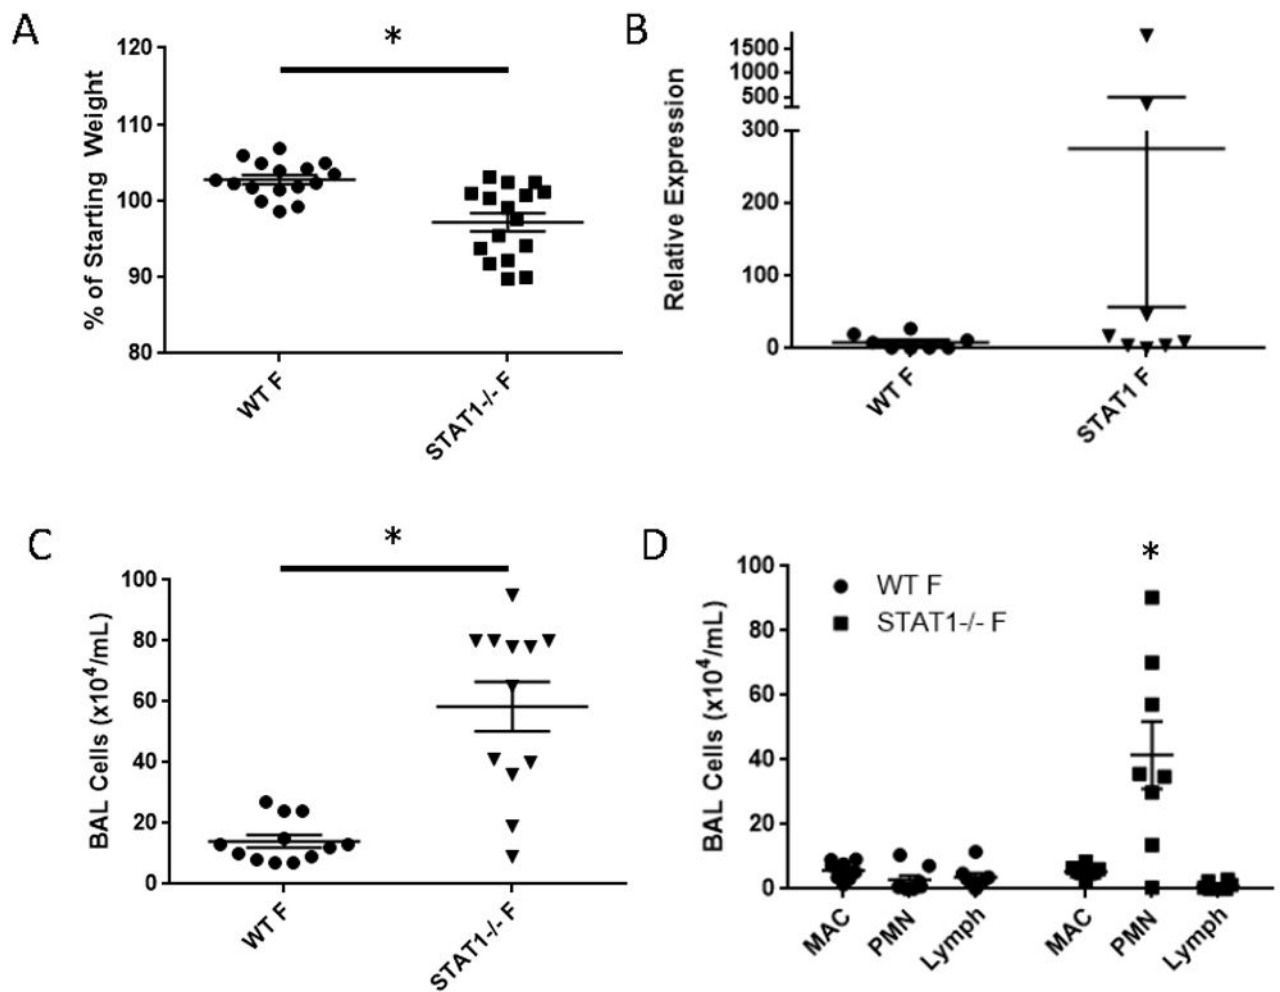 A
*
% of Starting Weight
120
110
100
90
80
WT F
STAT1-/- F
B
Relative Expression
1500
1000
500
300
200
100
0
WT F
STAT1 F
C
*
BAL Cells (x10⁴/mL)
100
80
60
40
20
0
WT F
STAT1-/- F
D
*
BAL Cells (x10⁴/mL)
100
80
60
40
20
0
WT F
STAT1-/- F
MAC
PMN
Lymph
MAC
PMN
Lymph